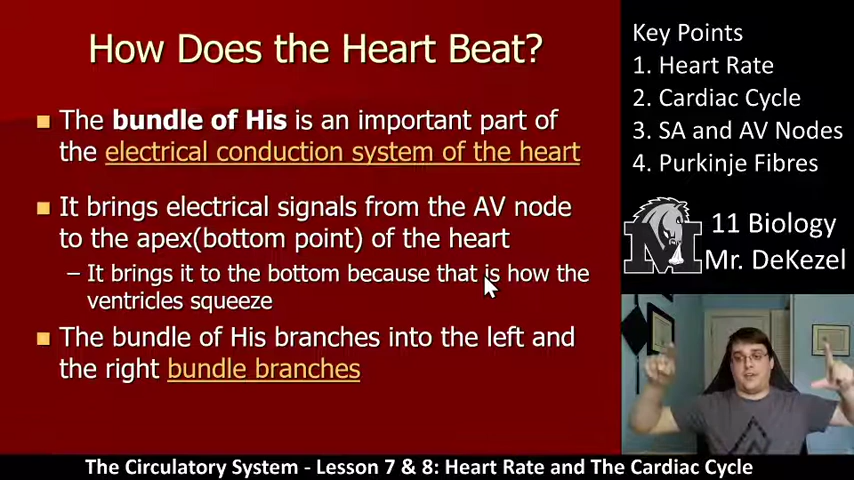 How Does the Heart Beat?
The bundle of His is an important part of
the electrical conduction system of the heart
It brings electrical signals from the AV node
to the apex(bottom point) of the heart
– It brings it to the bottom because that is how the
ventricles squeeze
The bundle of His branches into the left and
the right bundle branches
Key Points
1. Heart Rate
2. Cardiac Cycle
3. SA and AV Nodes
4. Purkinje Fibres
M
11 Biology
Mr. DeKezel
The Circulatory System - Lesson 7 & 8: Heart Rate and The Cardiac Cycle